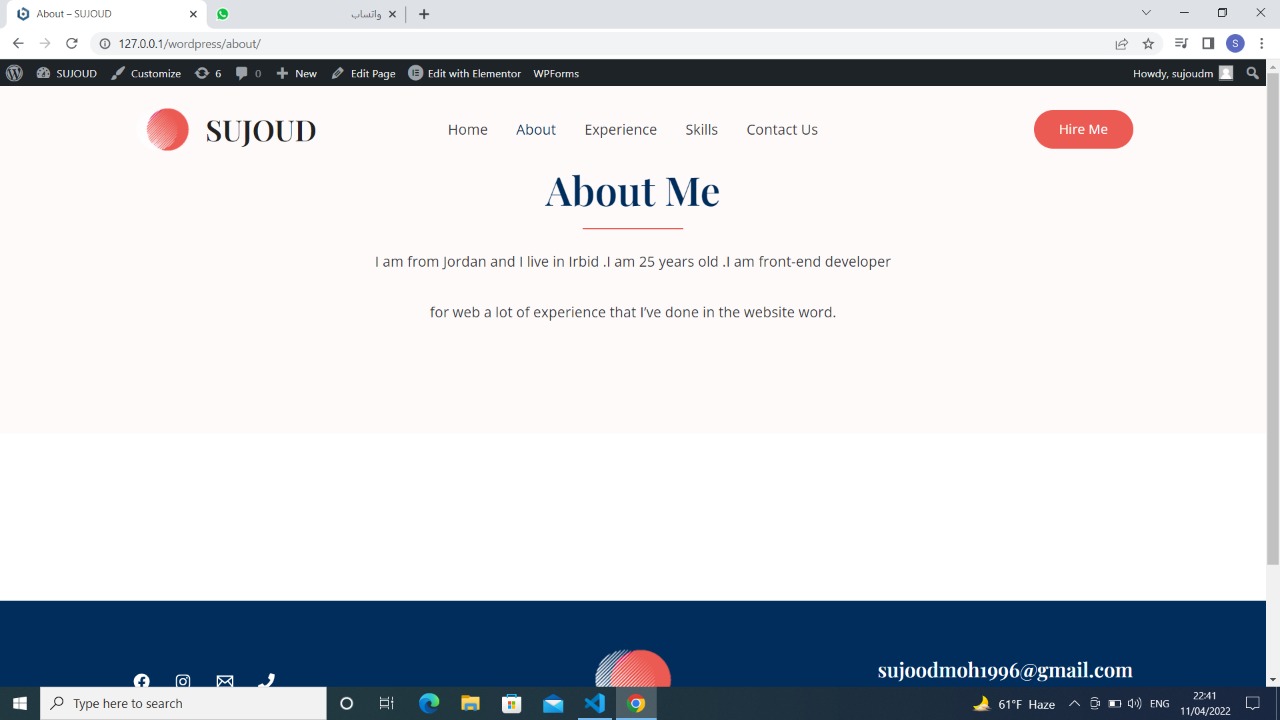 About – SUJOUD
واتساب
127.0.0.1/wordpress/about/
S
SUJOUD
Customize
6
0
New
Edit Page
Edit with Elementor
WPForms
Howdy, sujoudm
SUJOUD
Home
About
Experience
Skills
Contact Us
Hire Me
About Me
I am from Jordan and I live in Irbid .I am 25 years old .I am front-end developer
for web a lot of experience that I’ve done in the website word.
sujoodmoh1996@gmail.com
Type here to search
61°F Haze
ENG
22:41
11/04/2022